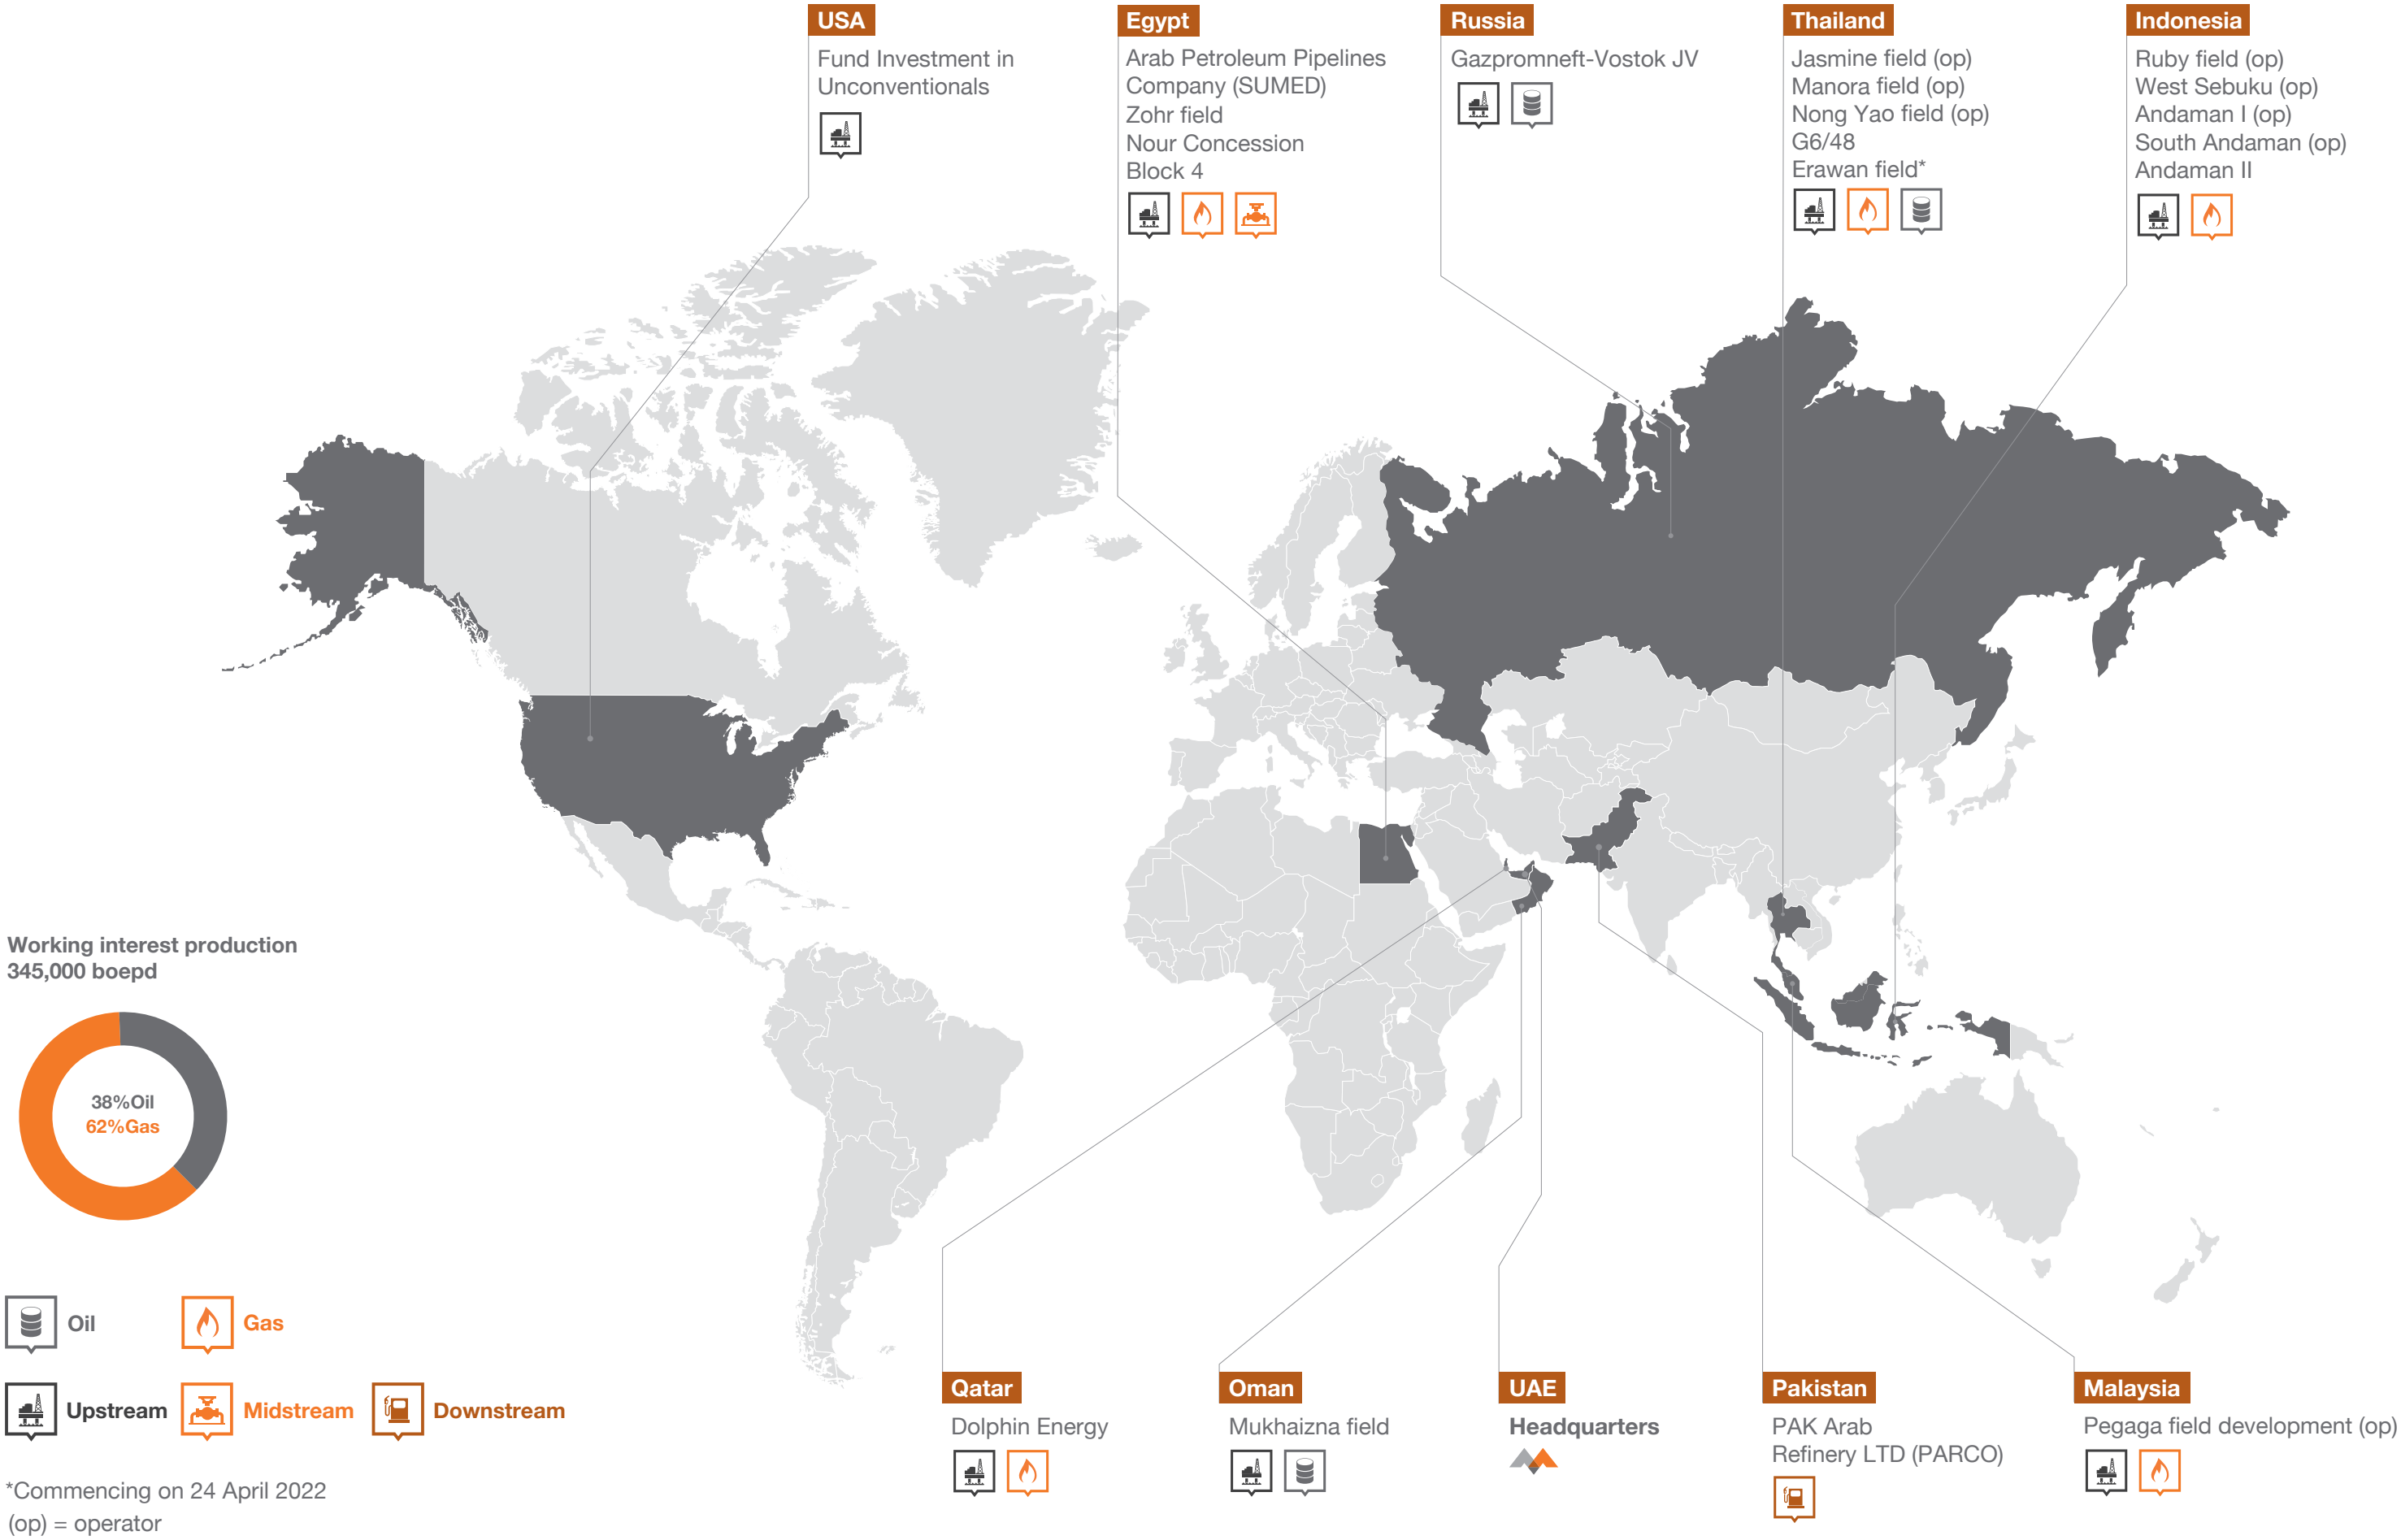 USA
Fund Investment in
Unconventionals
Egypt
Arab Petroleum Pipelines
Company (SUMED)
Zohr field
Nour Concession
Block 4
Russia
Gazpromneft-Vostok JV
Thailand
Jasmine field (op)
Manora field (op)
Nong Yao field (op)
G6/48
Erawan field*
Indonesia
Ruby field (op)
West Sebuku (op)
Andaman I (op)
South Andaman (op)
Andaman II
Working interest production
345,000 boepd
38%Oil
62%Gas
Oil
Gas
Upstream
Midstream
Downstream
*Commencing on 24 April 2022
(op) = operator
Qatar
Dolphin Energy
Oman
Mukhaizna field
UAE
Headquarters
Pakistan
PAK Arab
Refinery LTD (PARCO)
Malaysia
Pegaga field development (op)